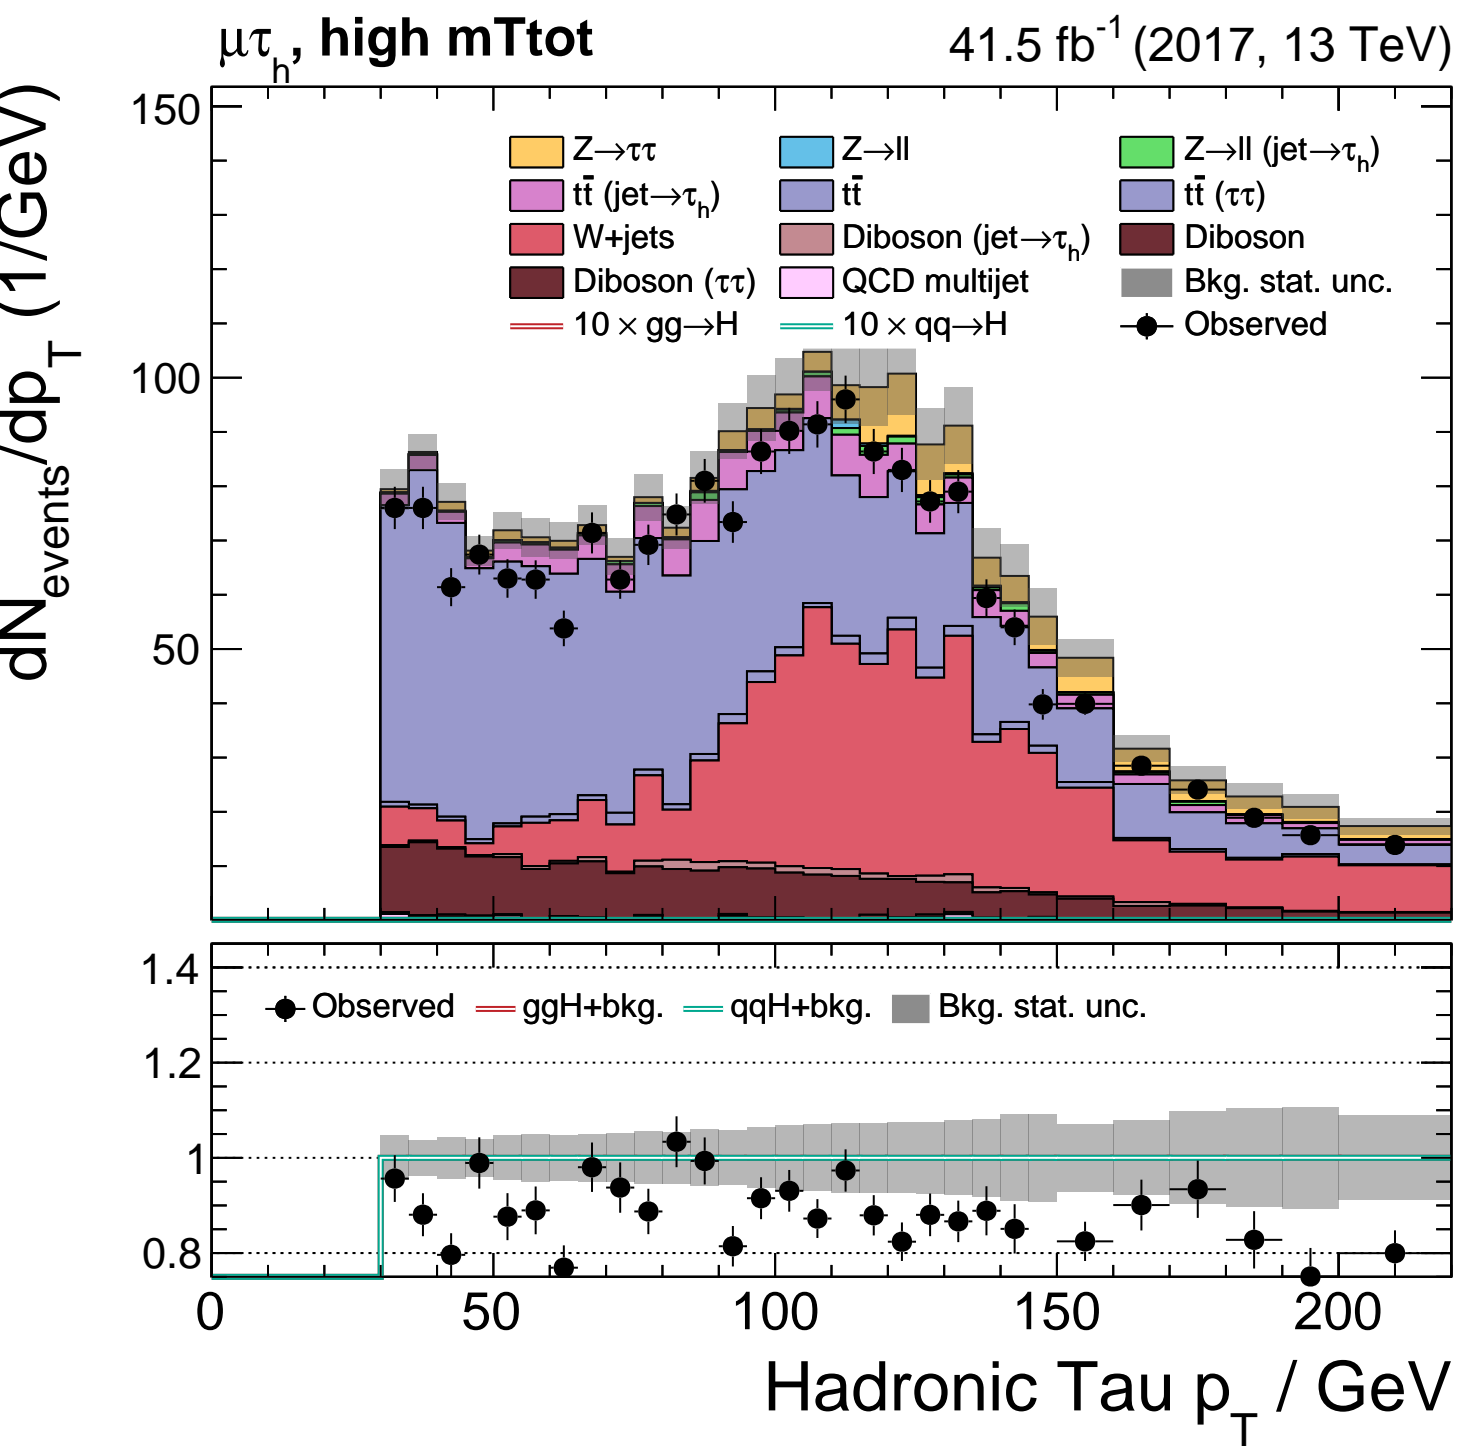 μτh, high mTtot 41.5 fb-1 (2017, 13 TeV)
dNevents/dpT (1/GeV)
150
100
50
Z→ττ Z→ll Z→ll (jet→τh)
tt̄ (jet→τh) tt̄ tt̄ (ττ)
W+jets Diboson (jet→τh) Diboson
Diboson (ττ) QCD multijet Bkg. stat. unc.
10 × gg→H 10 × qq→H Observed
1.4
1.2
1
0.8
Observed ggH+bkg. qqH+bkg. Bkg. stat. unc.
0 50 100 150 200
Hadronic Tau pT / GeV